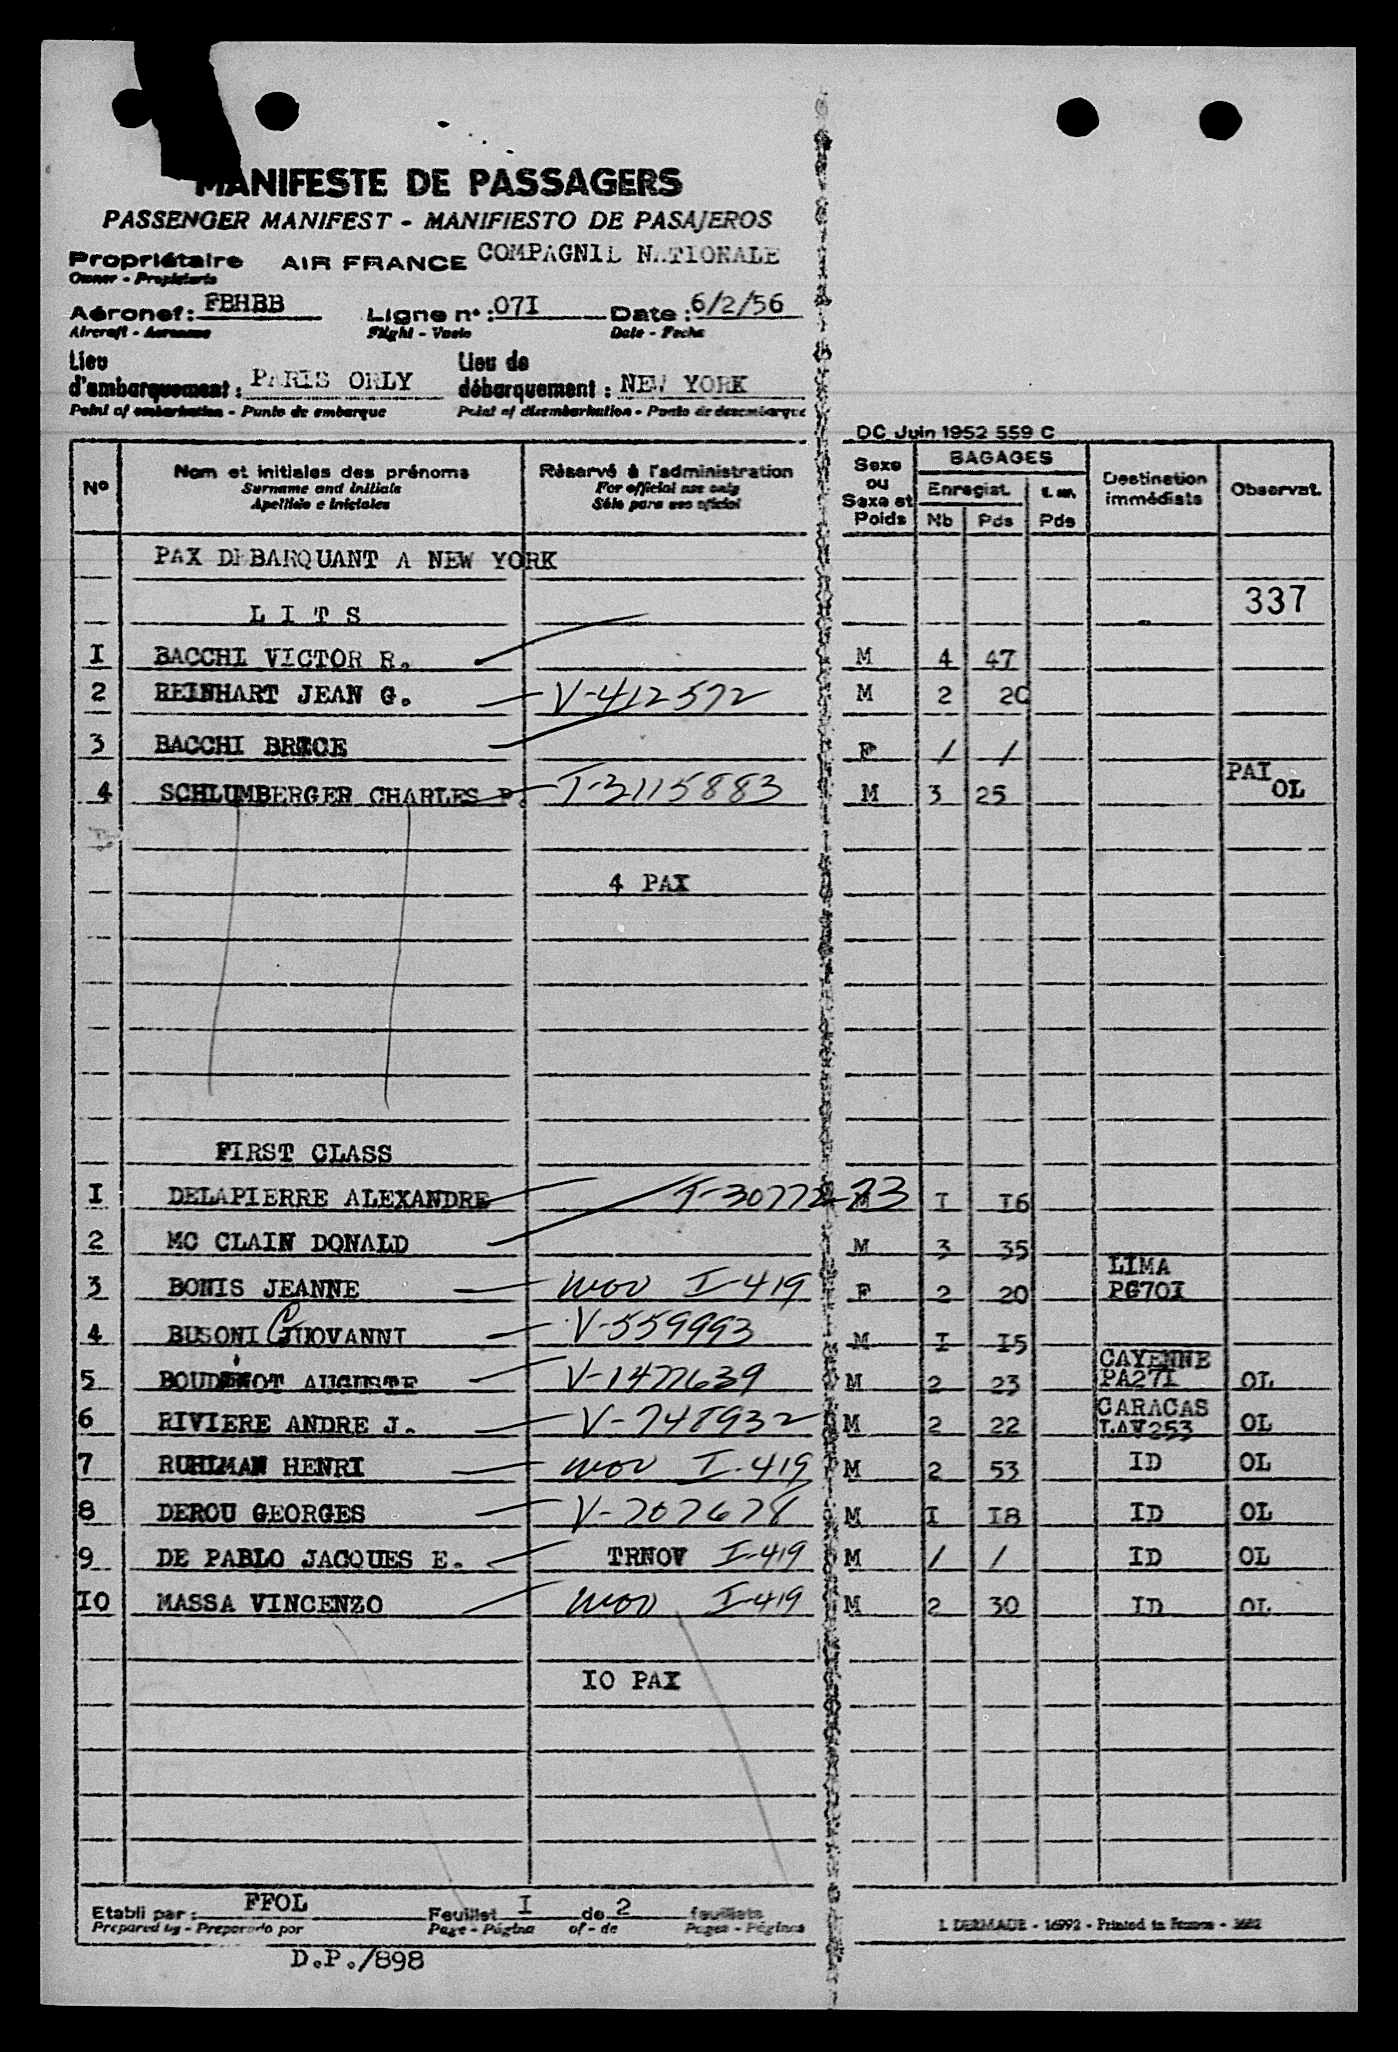 MANIFESTE DE PASSAGERS
PASSENGER MANIFEST - MANIFIESTO DE PASAJEROS
Propriétaire AIR FRANCE COMPAGNIE NATIONALE
Owner - Propietario
Aéronef: FBHBB Ligne n°: 07I Date: 6/2/56
Aircraft - Aeronave Flight - Vuelo Date - Fecha
Lieu d'embarquement: PARIS ORLY Lieu de débarquement: NEW YORK
Point of embarkation - Punto de embarque Point of disembarkation - Punto de desembarque
DC Juin 1952 559 C
N° Nom et initiales des prénoms Réservé à l'administration Sexe ou Sexe et Poids BAGAGES Destination immédiate Observat.
Surname and initials For official use only Enregist.
Apellido e iniciales Sólo para uso oficial Nb Pds Pds
PAX DEBARQUANT A NEW YORK
L I T S 337
I BACCHI VICTOR R. M 4 47
2 REINHART JEAN G. V-412572 M 2 20
3 BACCHI BRICE F / /
4 SCHLUMBERGER CHARLES P. T-3115883 M 3 25 PAI OL
4 PAX
FIRST CLASS
I DELAPIERRE ALEXANDRE M I I6
2 MC CLAIN DONALD T-3077273 M 3 35
3 BONIS JEANNE wov I-419 F 2 20 LIMA PG70I
4 BUSONI GIUOVANNI V-559993 M I I5
5 BOUDINOT AUGUSTE V-1477639 M 2 23 CAYENNE PA27I OL
6 RIVIERE ANDRE J. V-748932 M 2 22 CARACAS LAV253 OL
7 RUHLMAN HENRI wov I-419 M 2 53 ID OL
8 DEROU GEORGES V-707678 M I I8 ID OL
9 DE PABLO JACQUES E. TRNOV I-419 M / / ID OL
IO MASSA VINCENZO wov I-419 M 2 30 ID OL
IO PAX
Etabli par: FFOL Feuillet I de 2 feuillets
Prepared by - Preparado por Page - Página of - de Pages - Páginas
- 16992 - Printed in France -
D.P./898